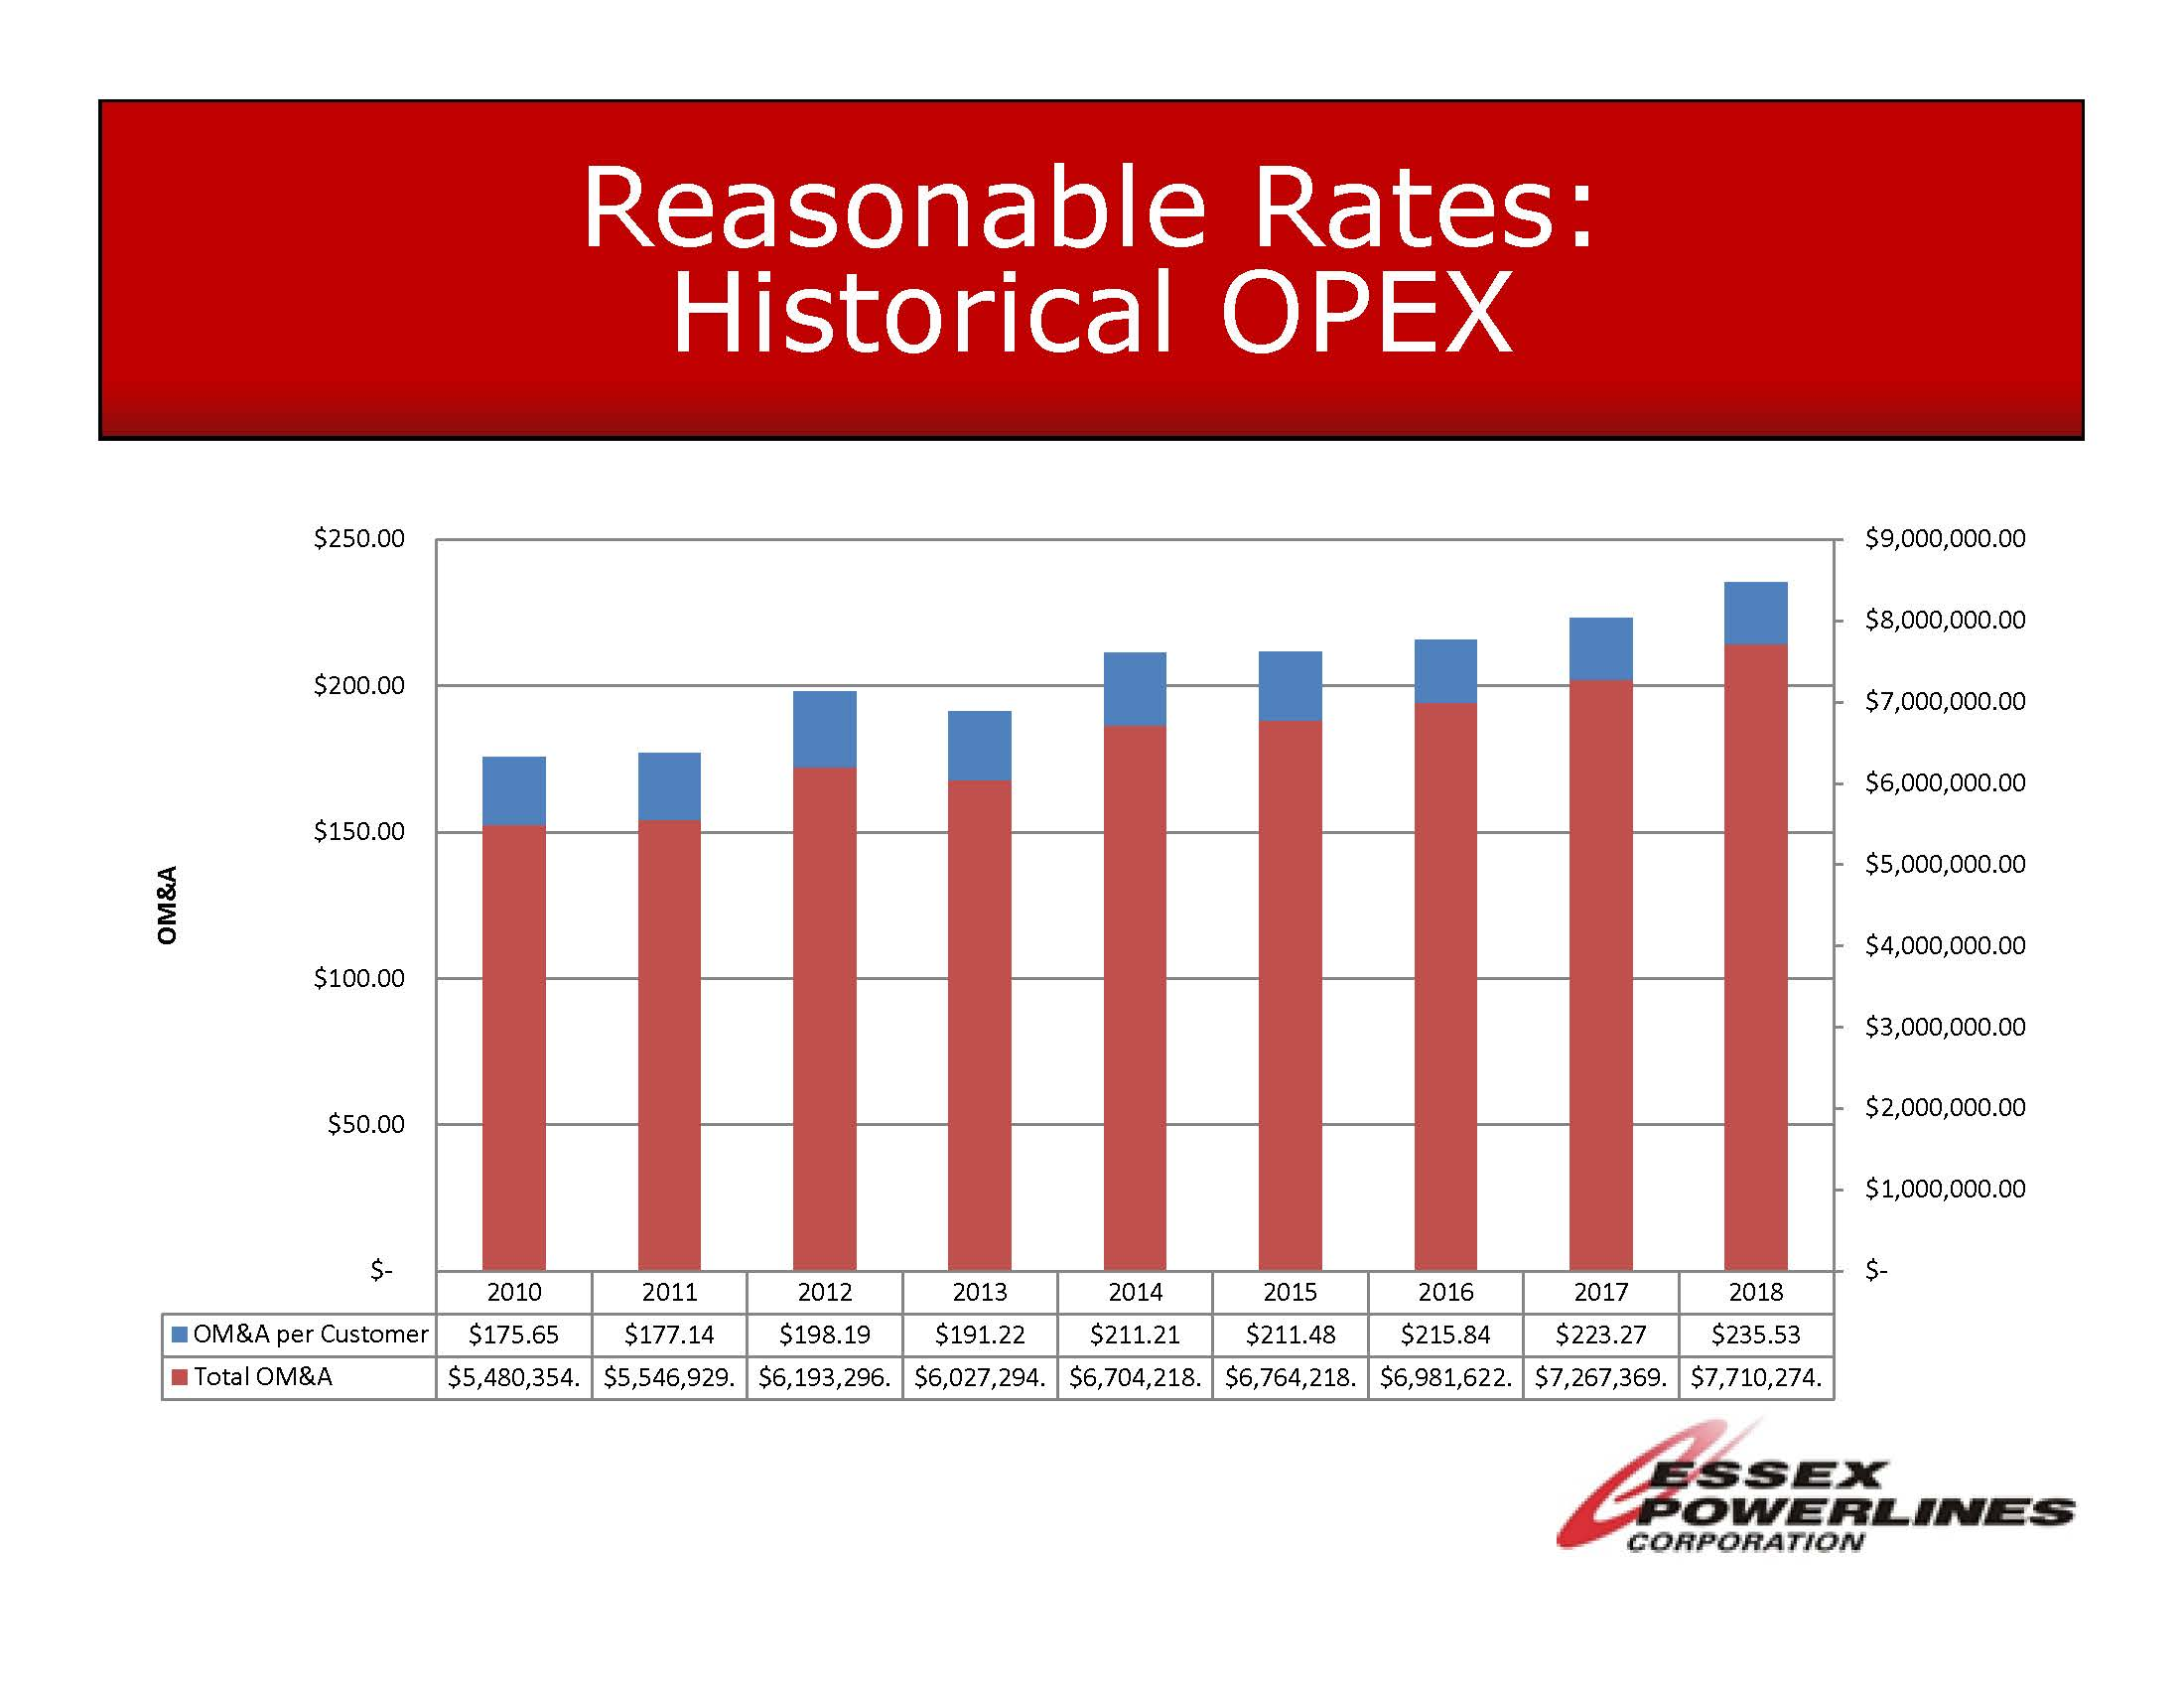 Reasonable Rates:
Historical OPEX
$250.00
$200.00
$150.00
$100.00
$50.00
$-
OM&A
$9,000,000.00
$8,000,000.00
$7,000,000.00
$6,000,000.00
$5,000,000.00
$4,000,000.00
$3,000,000.00
$2,000,000.00
$1,000,000.00
$-
2010 2011 2012 2013 2014 2015 2016 2017 2018
OM&A per Customer $175.65 $177.14 $198.19 $191.22 $211.21 $211.48 $215.84 $223.27 $235.53
Total OM&A $5,480,354. $5,546,929. $6,193,296. $6,027,294. $6,704,218. $6,764,218. $6,981,622. $7,267,369. $7,710,274.
ESSEX
POWERLINES
CORPORATION